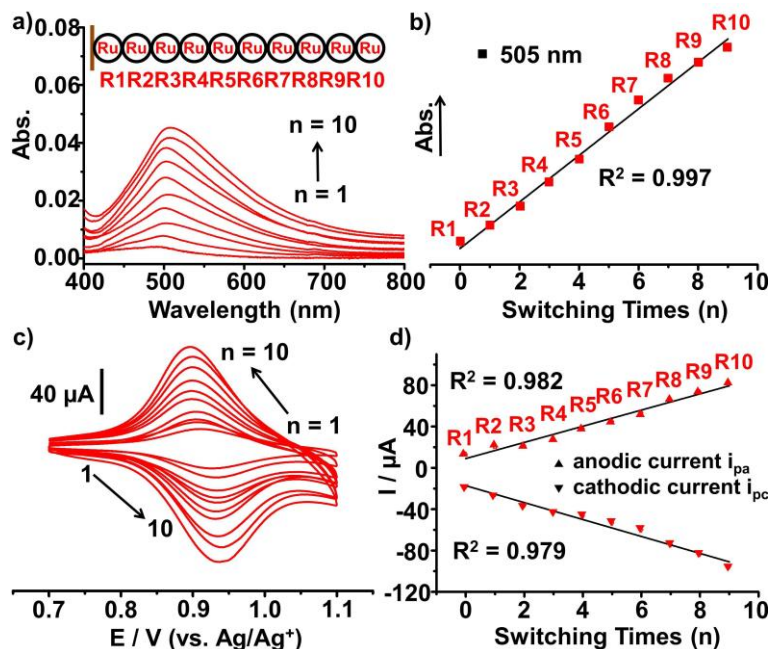 a)
0.08
0.06
0.04
0.02
0.00
Abs.
Ru Ru Ru Ru Ru Ru Ru Ru Ru Ru
R1R2R3R4R5R6R7R8R9R10
n = 10
n = 1
400 500 600 700 800
Wavelength (nm)
b)
505 nm
Abs.
R1
R2
R3
R4
R5
R6
R7
R8
R9
R10
R² = 0.997
0 2 4 6 8 10
Switching Times (n)
c)
40 µA
n = 10
n = 1
1
10
0.7 0.8 0.9 1.0 1.1
E / V (vs. Ag/Ag⁺)
d)
80
40
0
-40
-80
-120
I / µA
R² = 0.982
R1 R2 R3 R4 R5 R6 R7 R8 R9 R10
anodic current iₚₐ
cathodic current i_pc
R² = 0.979
0 2 4 6 8 10
Switching Times (n)